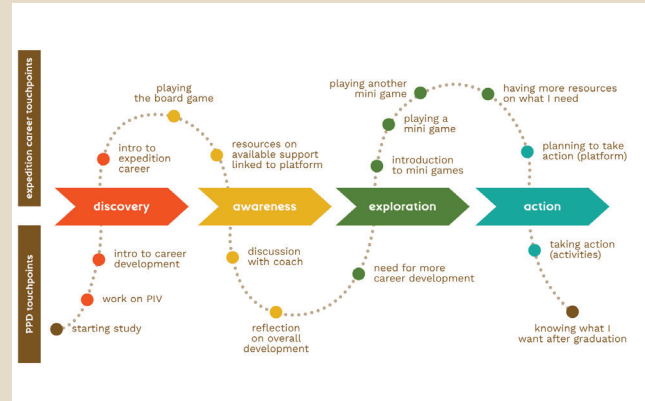 expedition career touchpoints
PPD touchpoints
playing
the board game
intro to
expedition
career
resources on
available support
linked to platform
playing another
mini game
having more resources
on what I need
playing a
mini game
introduction
to mini games
planning to take
action (platform)
discovery
awareness
exploration
action
intro to career
development
work on PIV
starting study
discussion
with coach
reflection
on overall
development
need for more
career development
taking action
(activities)
knowing what I
want after graduation